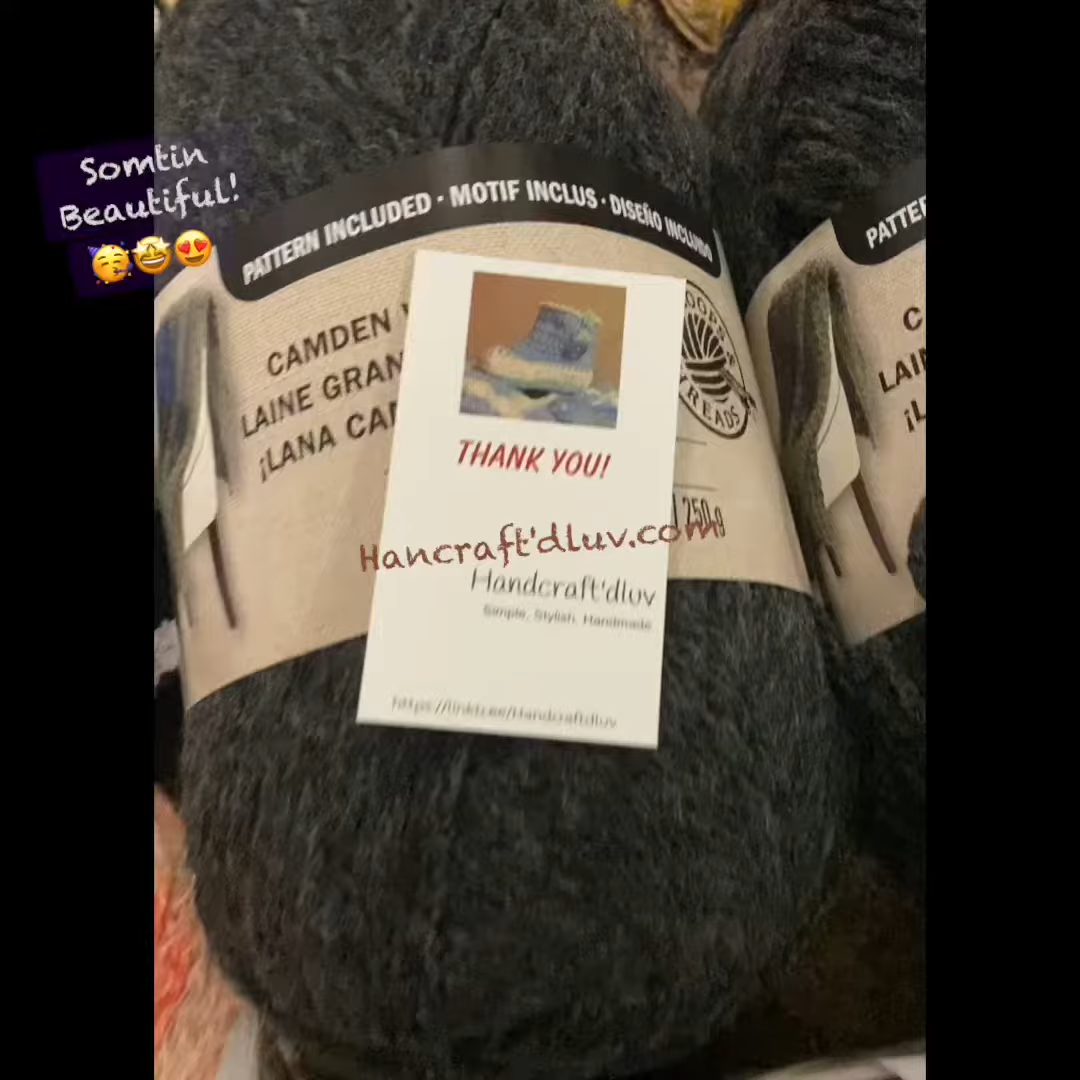 Somtin
Beautiful!
PATTERN INCLUDED · MOTIF INCLUS · DISEÑO INCLUIDO
CAMDEN
LAINE GRAN
¡LANA CA
250g
THANK YOU!
Hancraft'dluv.com
Handcraft'dluv
Simple, Stylish, Handmade
PATTE
C
LAI
¡L